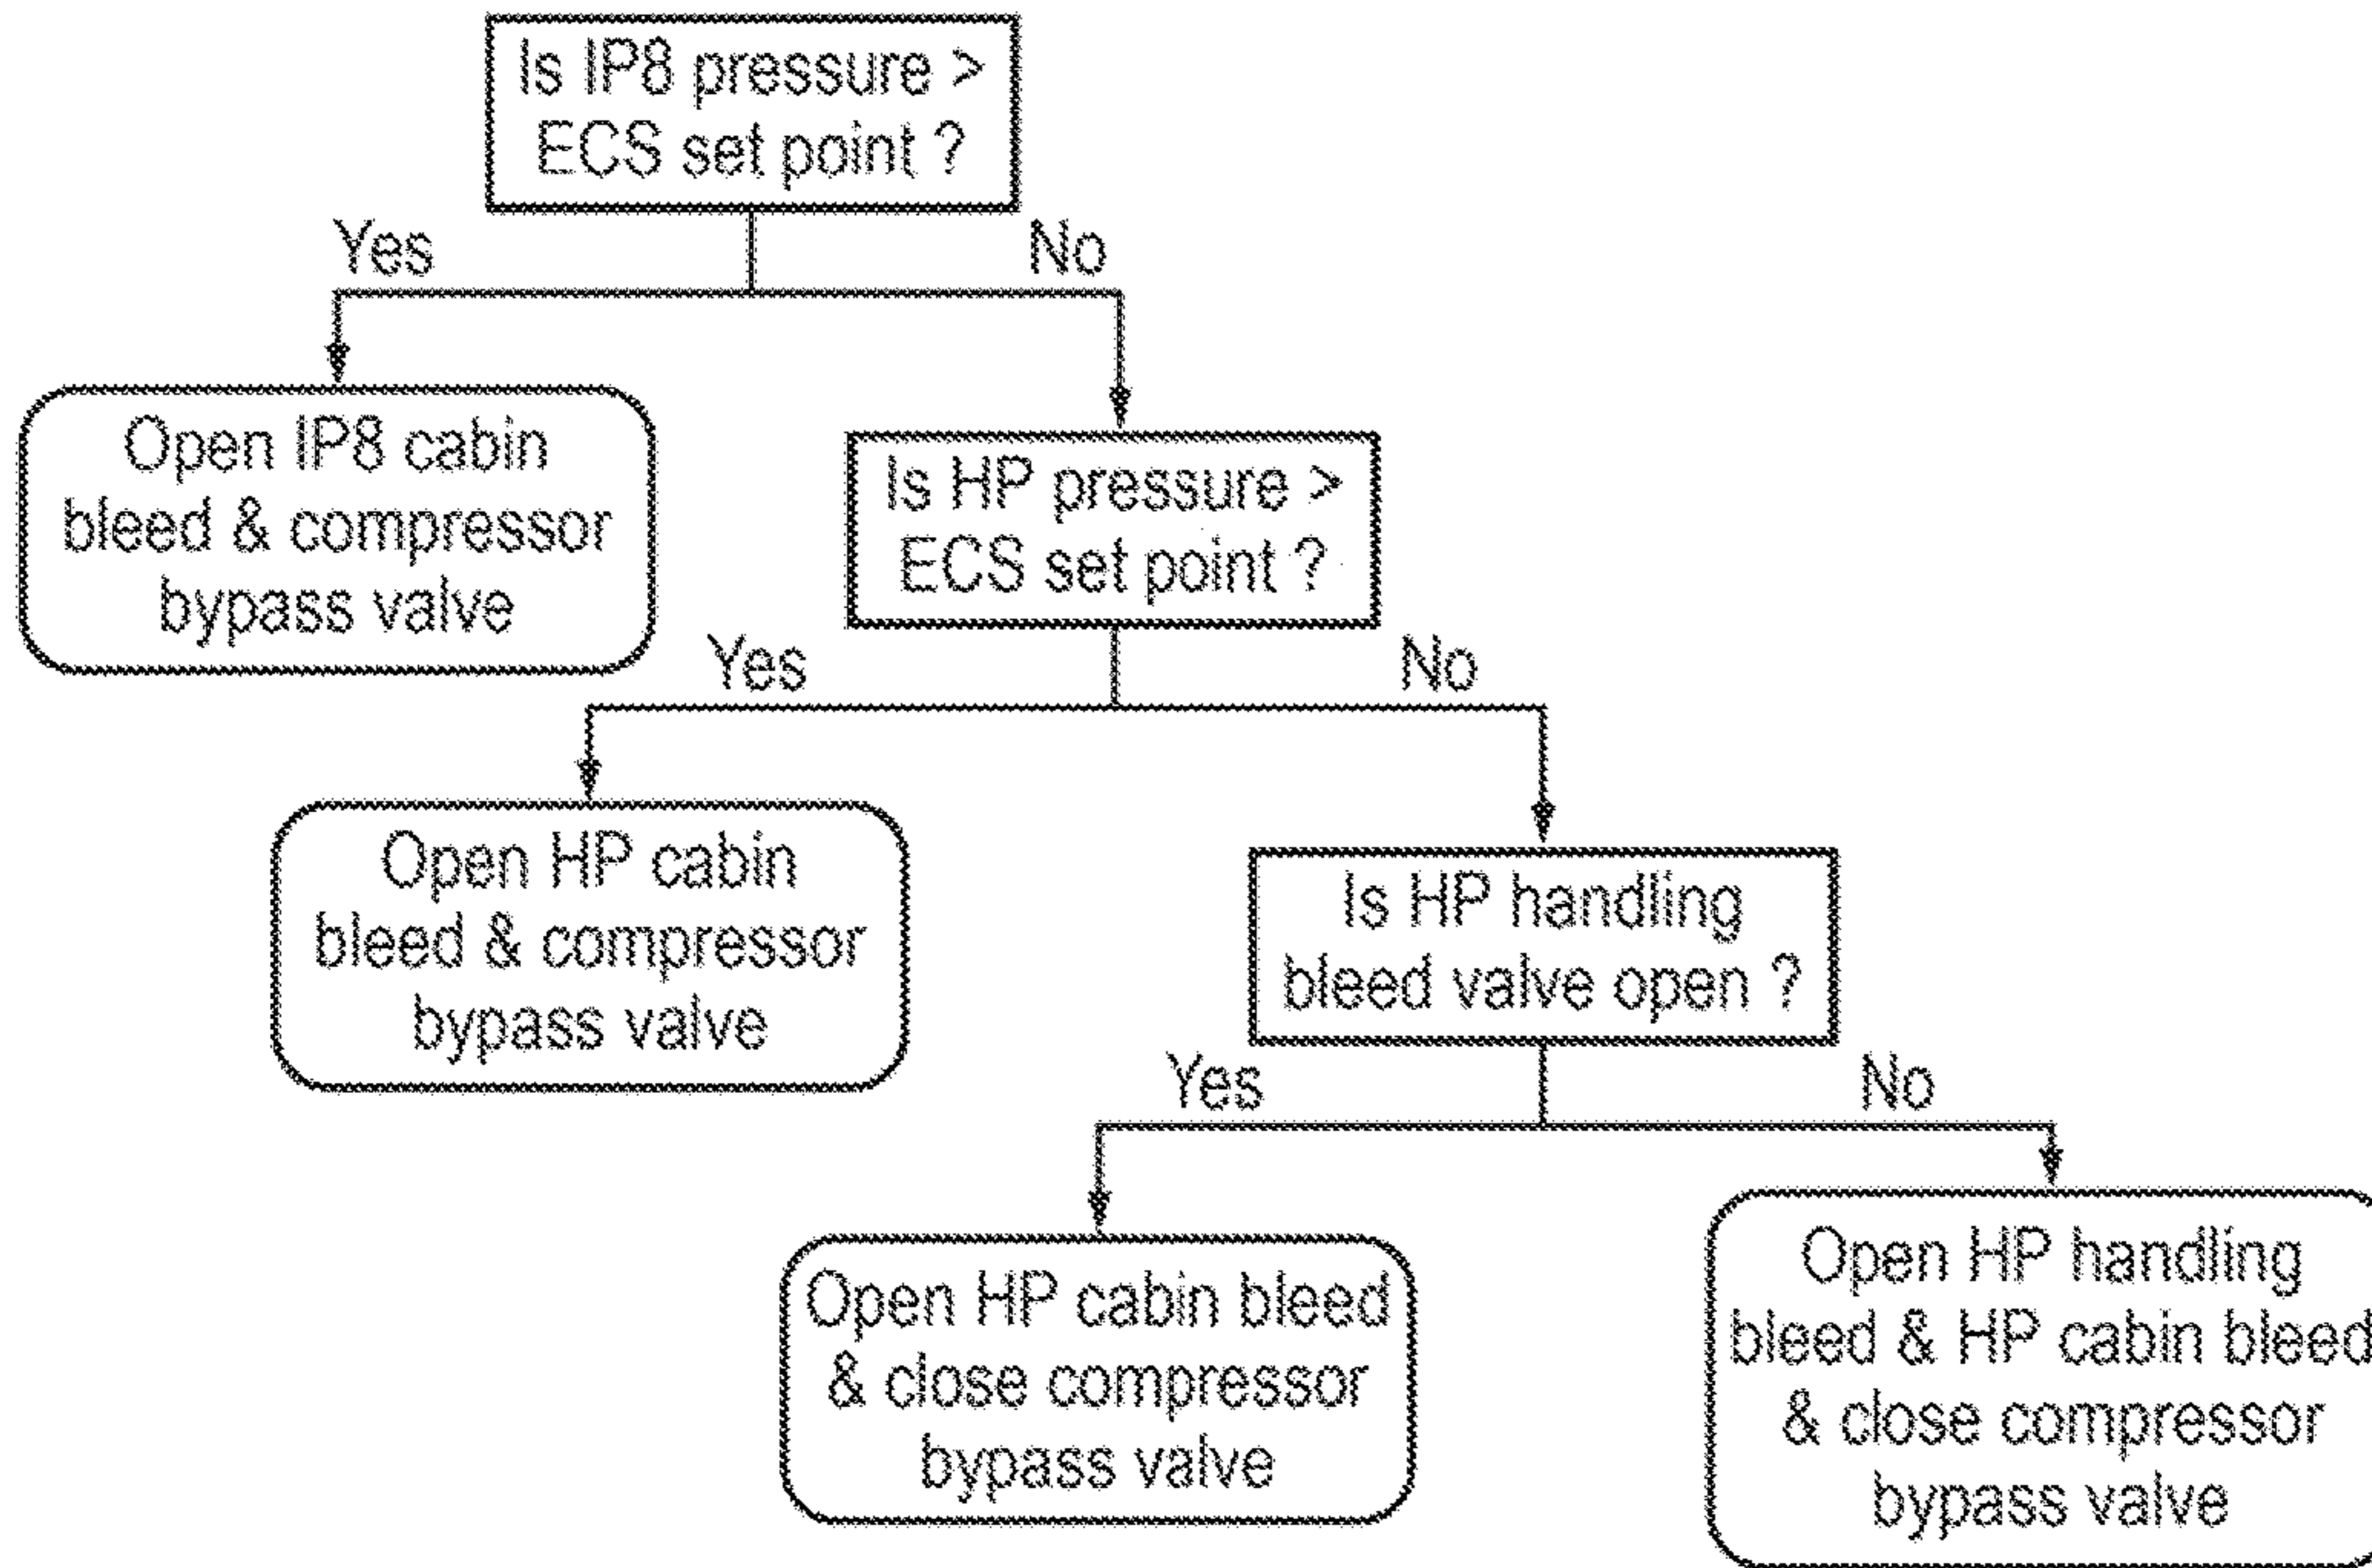 Is IP8 pressure >
ECS set point ?
Yes
No
Open IP8 cabin
bleed & compressor
bypass valve
Is HP pressure >
ECS set point ?
Yes
No
Open HP cabin
bleed & compressor
bypass valve
Is HP handling
bleed valve open ?
Yes
No
Open HP cabin bleed
& close compressor
bypass valve
Open HP handling
bleed & HP cabin bleed
& close compressor
bypass valve